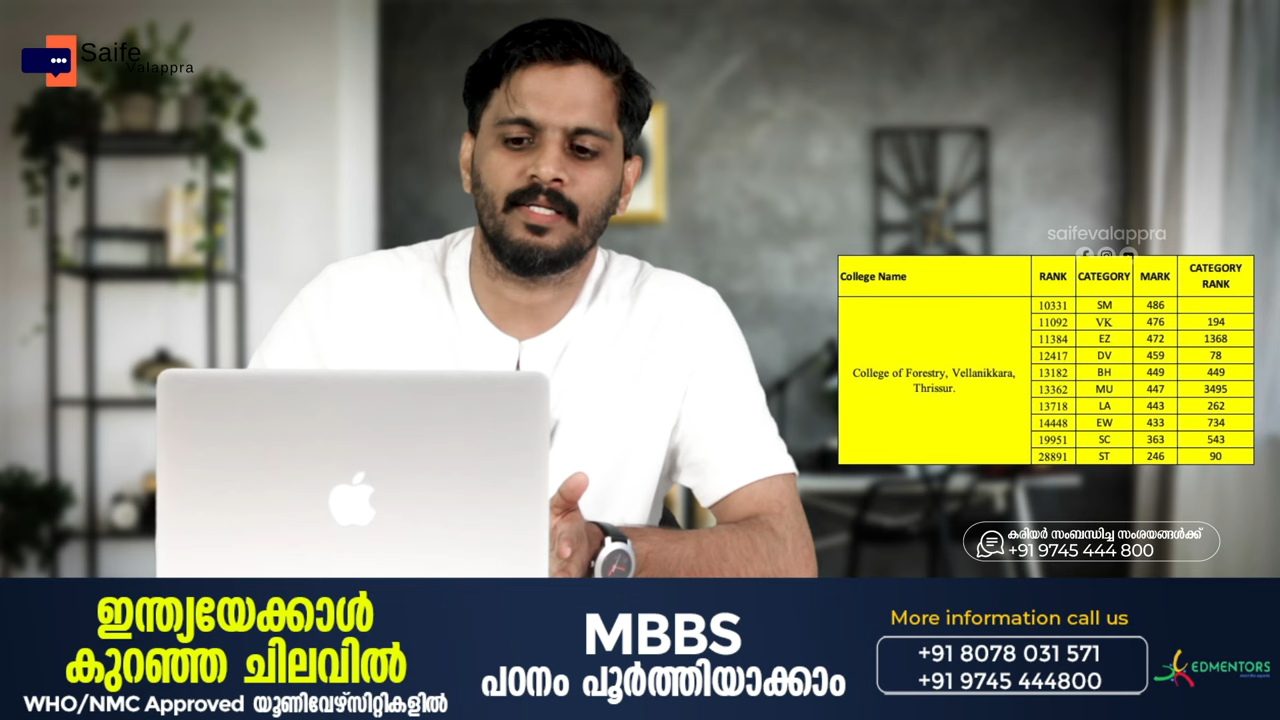 Saife
Valappra
saifevalappra
College Name RANK CATEGORY MARK CATEGORY RANK
College of Forestry, Vellanikkara, Thrissur.
10331 SM 486
11092 VK 476 194
11384 EZ 472 1368
12417 DV 459 78
13182 BH 449 449
13362 MU 447 3495
13718 LA 443 262
14448 EW 433 734
19951 SC 363 543
28891 ST 246 90
കരിയർ സംബന്ധിച്ച സംശയങ്ങൾക്ക്
+91 9745 444 800
ഇന്ത്യയേക്കാൾ
കുറഞ്ഞ ചിലവിൽ
WHO/NMC Approved യൂണിവേഴ്സിറ്റികളിൽ
MBBS
പഠനം പൂർത്തിയാക്കാം
More information call us
+91 8078 031 571
+91 9745 444800
EDMENTORS